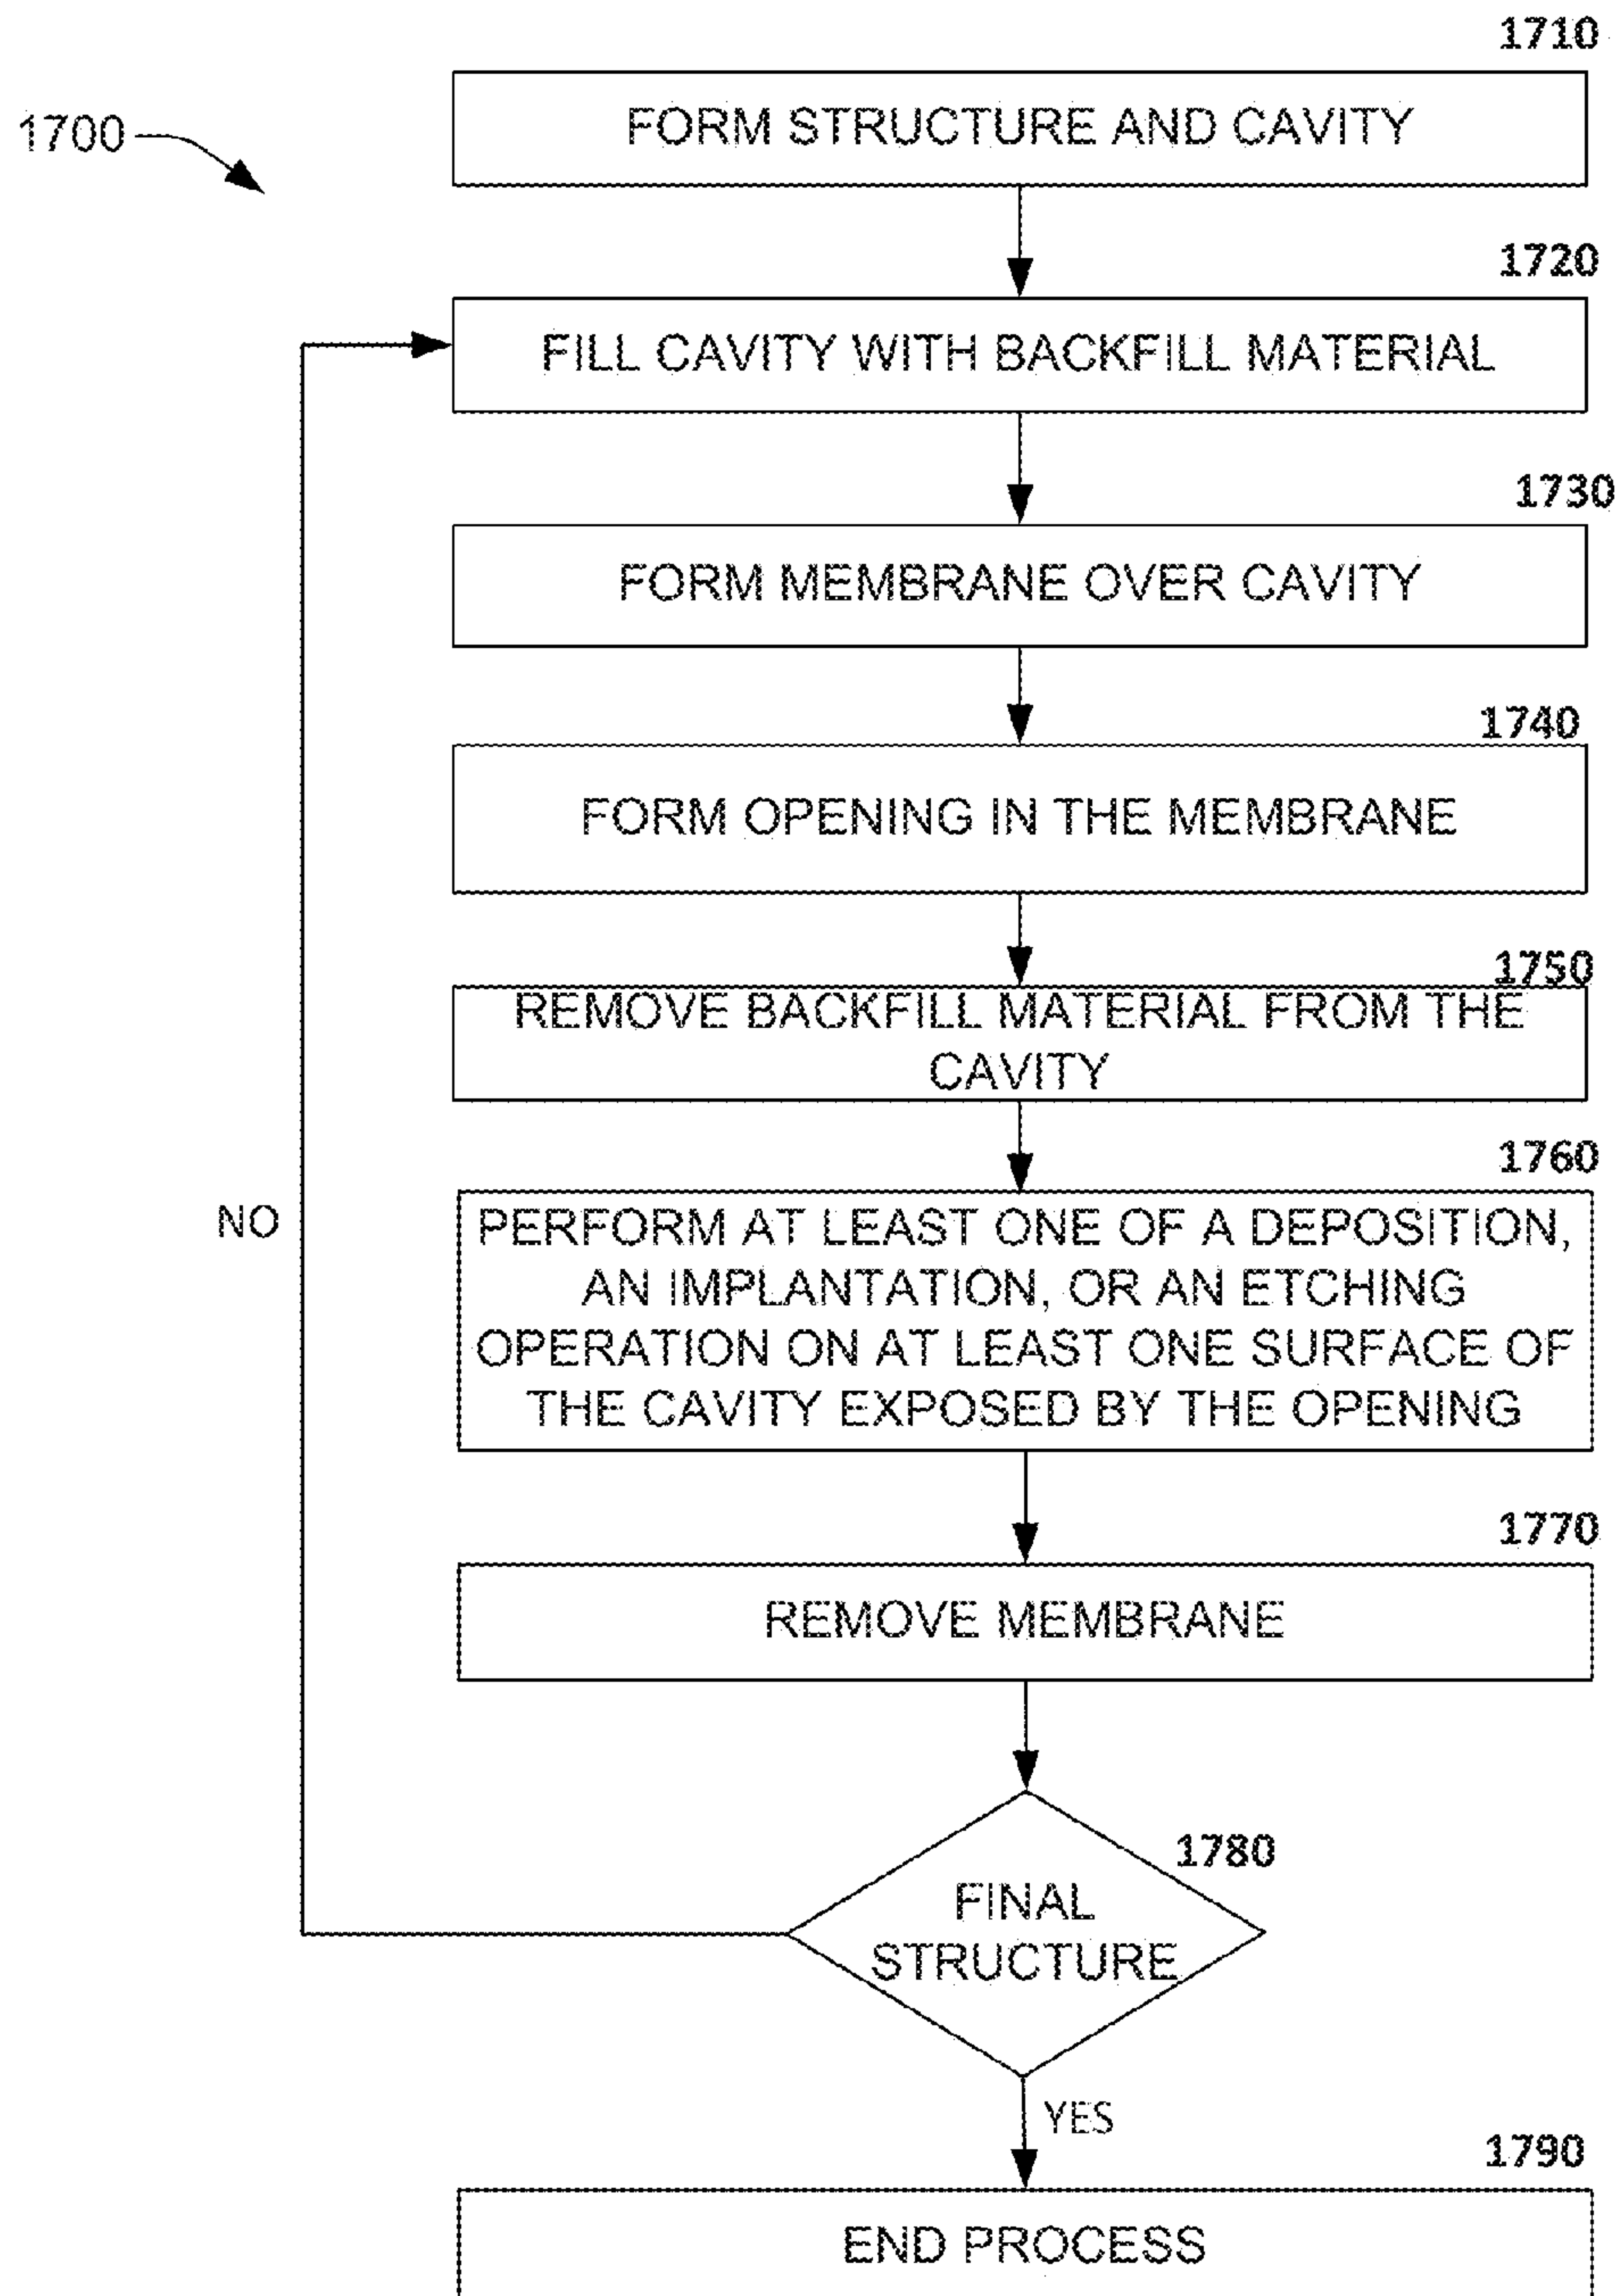 1710
1700
FORM STRUCTURE AND CAVITY
1720
FILL CAVITY WITH BACKFILL MATERIAL
1730
FORM MEMBRANE OVER CAVITY
1740
FORM OPENING IN THE MEMBRANE
1750
REMOVE BACKFILL MATERIAL FROM THE
CAVITY
1760
NO
PERFORM AT LEAST ONE OF A DEPOSITION,
AN IMPLANTATION, OR AN ETCHING
OPERATION ON AT LEAST ONE SURFACE OF
THE CAVITY EXPOSED BY THE OPENING
1770
REMOVE MEMBRANE
1780
FINAL
STRUCTURE
YES
1790
END PROCESS